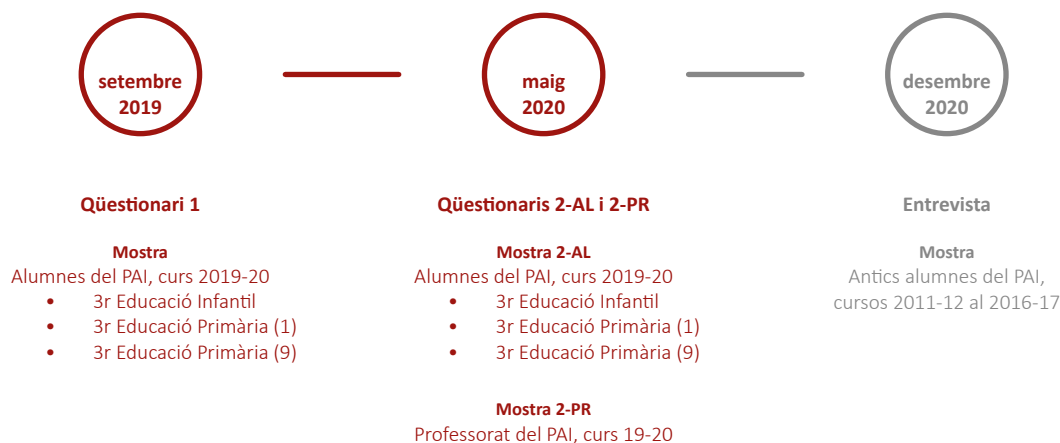 setembre
2019
maig
2020
desembre
2020
Qüestionari 1
Mostra
Alumnes del PAI, curs 2019-20
• 3r Educació Infantil
• 3r Educació Primària (1)
• 3r Educació Primària (9)
Qüestionaris 2-AL i 2-PR
Mostra 2-AL
Alumnes del PAI, curs 2019-20
• 3r Educació Infantil
• 3r Educació Primària (1)
• 3r Educació Primària (9)
Mostra 2-PR
Professorat del PAI, curs 19-20
Entrevista
Mostra
Antics alumnes del PAI,
cursos 2011-12 al 2016-17